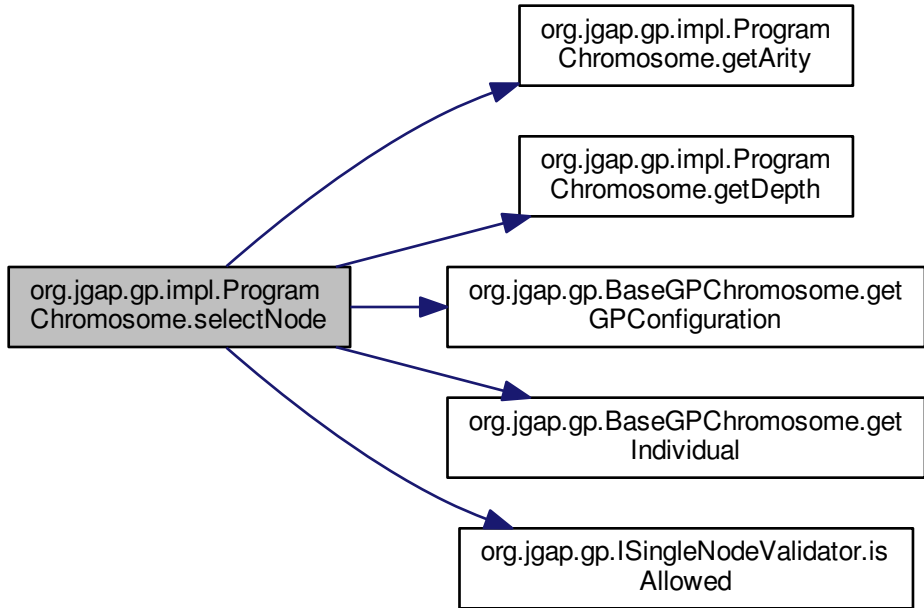 org.jgap.gp.impl.Program
Chromosome.getArity
org.jgap.gp.impl.Program
Chromosome.getDepth
org.jgap.gp.impl.Program
Chromosome.selectNode
org.jgap.gp.BaseGPChromosome.get
GPConfiguration
org.jgap.gp.BaseGPChromosome.get
Individual
org.jgap.gp.ISingleNodeValidator.is
Allowed